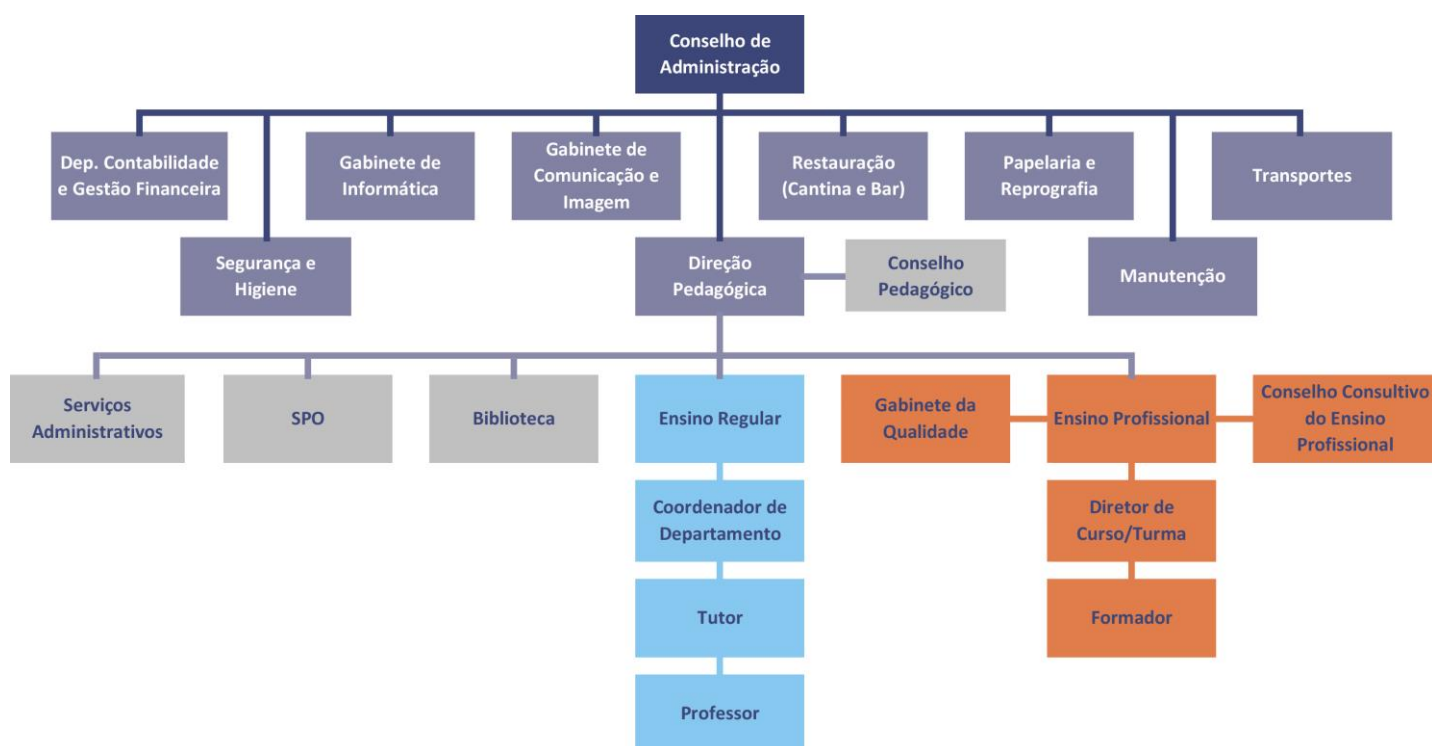 Conselho de
Administração
Dep. Contabilidade
e Gestão Financeira
Gabinete de
Informática
Gabinete de
Comunicação e
Imagem
Restauração
(Cantina e Bar)
Papelaria e
Reprografia
Transportes
Segurança e
Higiene
Direção
Pedagógica
Conselho
Pedagógico
Manutenção
Serviços
Administrativos
SPO
Biblioteca
Ensino Regular
Gabinete da
Qualidade
Ensino Profissional
Conselho Consultivo
do Ensino
Profissional
Coordenador de
Departamento
Diretor de
Curso/Turma
Tutor
Formador
Professor